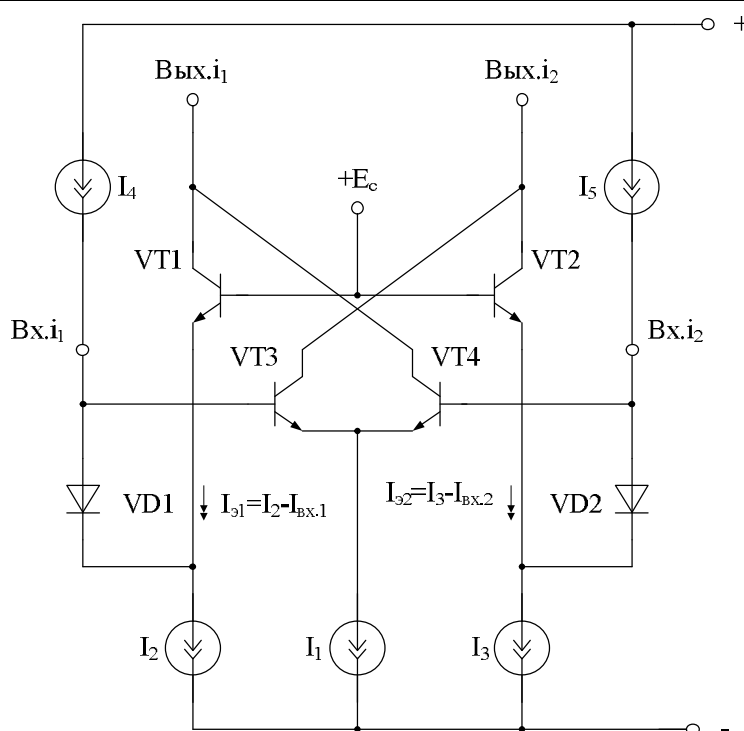 +
Вых.i₁
Вых.i₂
I₄
+Eс
I₅
VT1
VT2
Вх.i₁
Вх.i₂
VT3
VT4
VD1
Iэ1=I₂-Iвх.1
Iэ2=I₃-Iвх.2
VD2
I₂
I₁
I₃
-